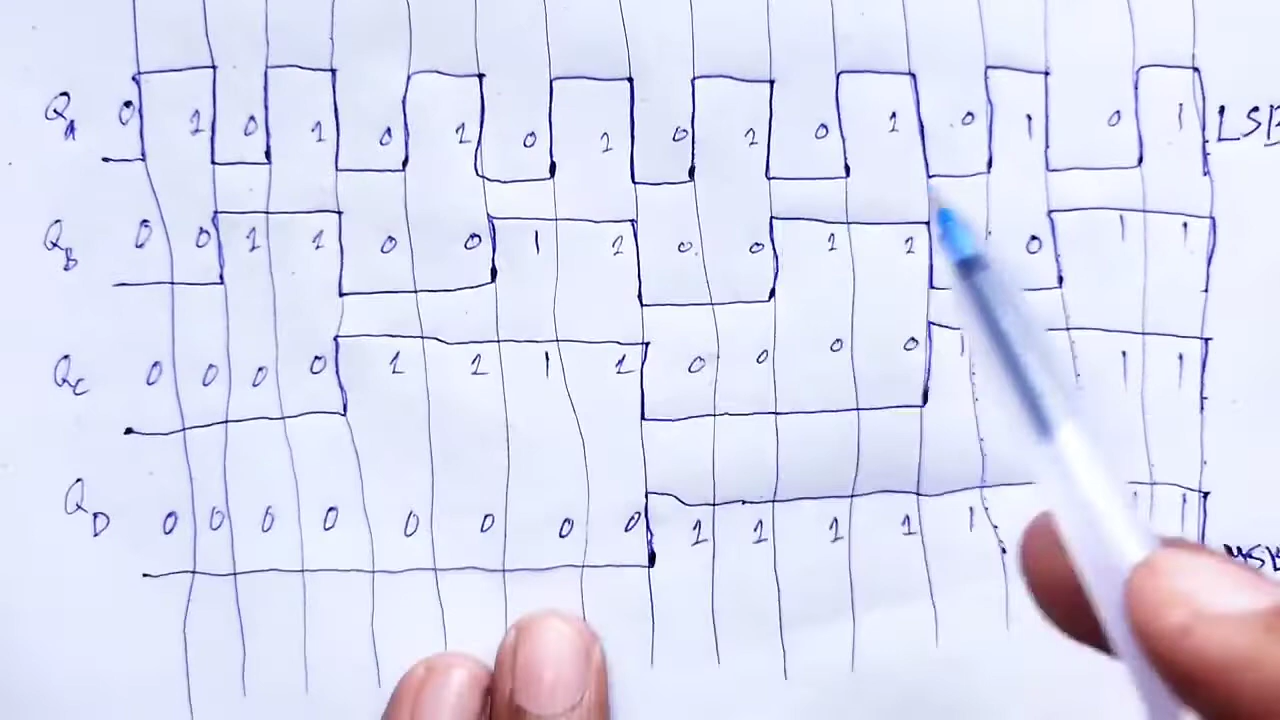 QA 0 1 0 1 0 1 0 1 0 1 0 1 0 1 0 1 LSB
QB 0 0 1 1 0 0 1 1 0 0 1 1 0 1 1
QC 0 0 0 0 1 1 1 1 0 0 0 0 1 1 1
QD 0 0 0 0 0 0 0 0 1 1 1 1 1 1 1
MSB